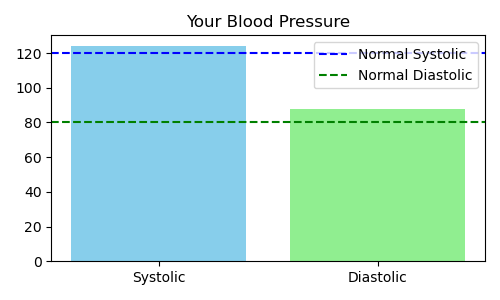 Your Blood Pressure
120
100
80
60
40
20
0
Normal Systolic
Normal Diastolic
Systolic
Diastolic